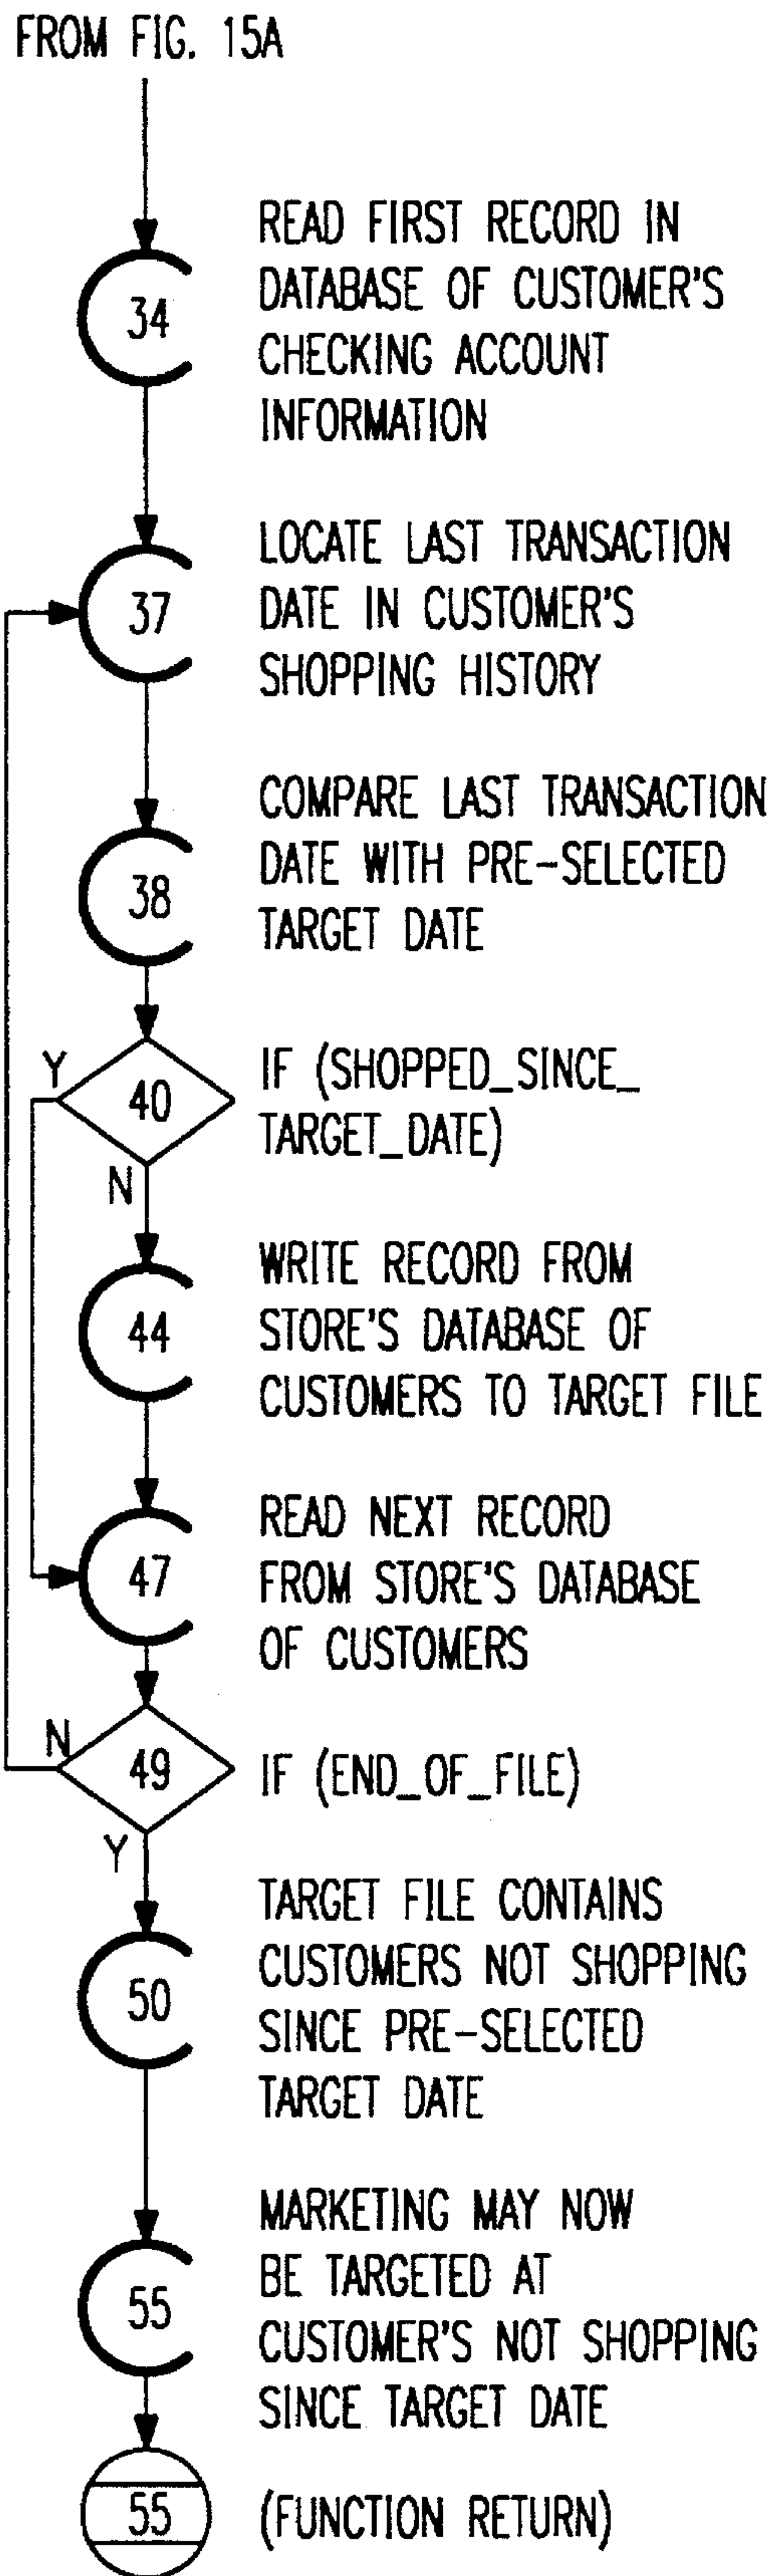 FROM FIG. 15A
34
READ FIRST RECORD IN
DATABASE OF CUSTOMER'S
CHECKING ACCOUNT
INFORMATION
37
LOCATE LAST TRANSACTION
DATE IN CUSTOMER'S
SHOPPING HISTORY
38
COMPARE LAST TRANSACTION
DATE WITH PRE-SELECTED
TARGET DATE
Y
40
N
IF (SHOPPED_SINCE_
TARGET_DATE)
44
WRITE RECORD FROM
STORE'S DATABASE OF
CUSTOMERS TO TARGET FILE
47
READ NEXT RECORD
FROM STORE'S DATABASE
OF CUSTOMERS
N
49
Y
IF (END_OF_FILE)
50
TARGET FILE CONTAINS
CUSTOMERS NOT SHOPPING
SINCE PRE-SELECTED
TARGET DATE
55
MARKETING MAY NOW
BE TARGETED AT
CUSTOMER'S NOT SHOPPING
SINCE TARGET DATE
55
(FUNCTION RETURN)